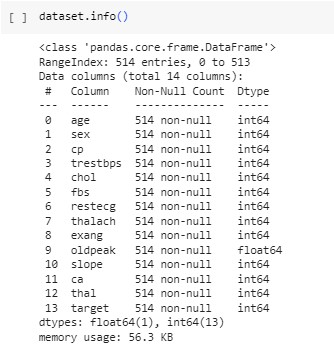 [ ] dataset.info()
<class 'pandas.core.frame.DataFrame'>
RangeIndex: 514 entries, 0 to 513
Data columns (total 14 columns):
 #   Column    Non-Null Count  Dtype
---  ------    --------------  -----
 0   age       514 non-null    int64
 1   sex       514 non-null    int64
 2   cp        514 non-null    int64
 3   trestbps  514 non-null    int64
 4   chol      514 non-null    int64
 5   fbs       514 non-null    int64
 6   restecg   514 non-null    int64
 7   thalach   514 non-null    int64
 8   exang     514 non-null    int64
 9   oldpeak   514 non-null    float64
 10  slope     514 non-null    int64
 11  ca        514 non-null    int64
 12  thal      514 non-null    int64
 13  target    514 non-null    int64
dtypes: float64(1), int64(13)
memory usage: 56.3 KB